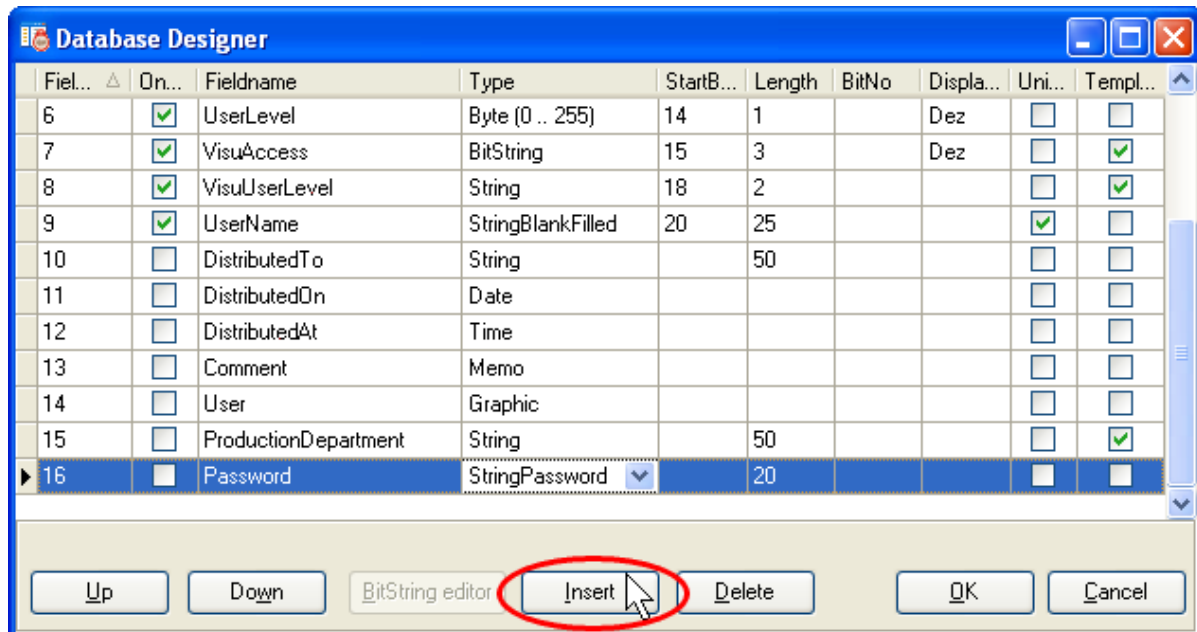 Database Designer
Fiel... On... Fieldname Type StartB... Length BitNo Displa... Uni... Templ...
6 UserLevel Byte (0 .. 255) 14 1 Dez
7 VisuAccess BitString 15 3 Dez
8 VisuUserLevel String 18 2
9 UserName StringBlankFilled 20 25
10 DistributedTo String 50
11 DistributedOn Date
12 DistributedAt Time
13 Comment Memo
14 User Graphic
15 ProductionDepartment String 50
16 Password StringPassword 20
Up Down BitString editor Insert Delete OK Cancel